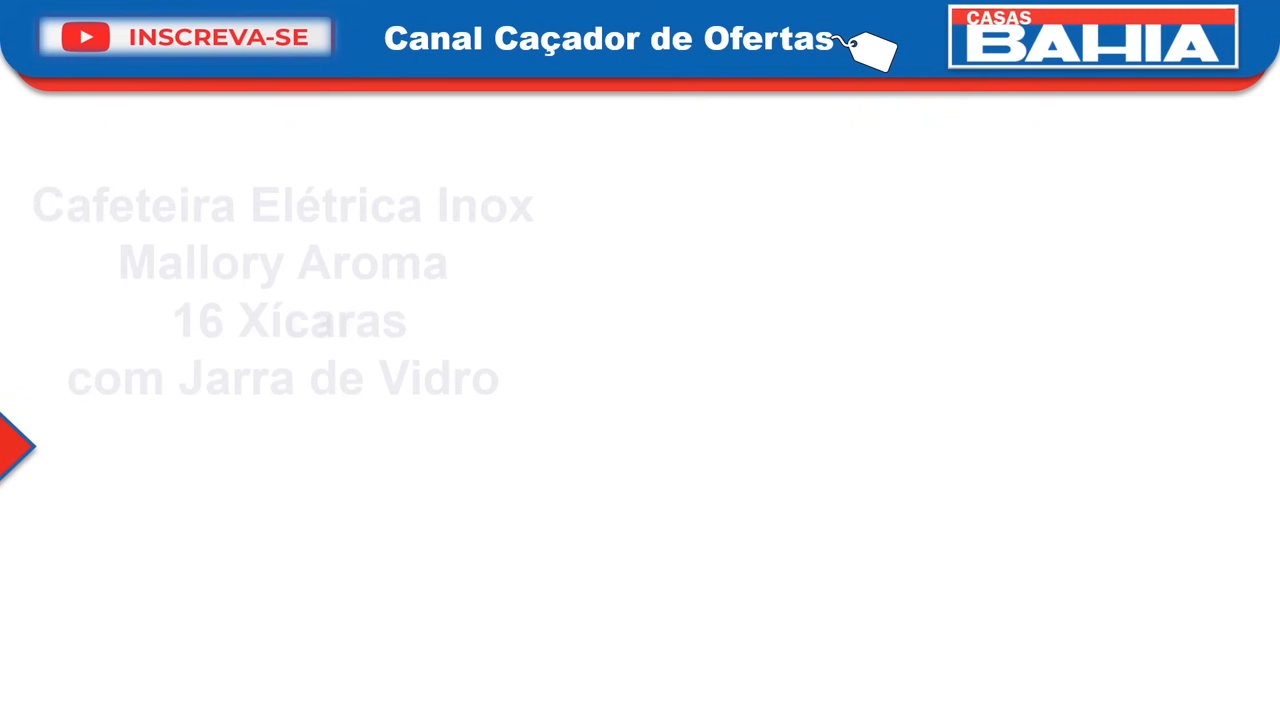 INSCREVA-SE
Canal Caçador de Ofertas
CASAS
BAHIA
Cafeteira Elétrica Inox
Mallory Aroma
16 Xícaras
com Jarra de Vidro